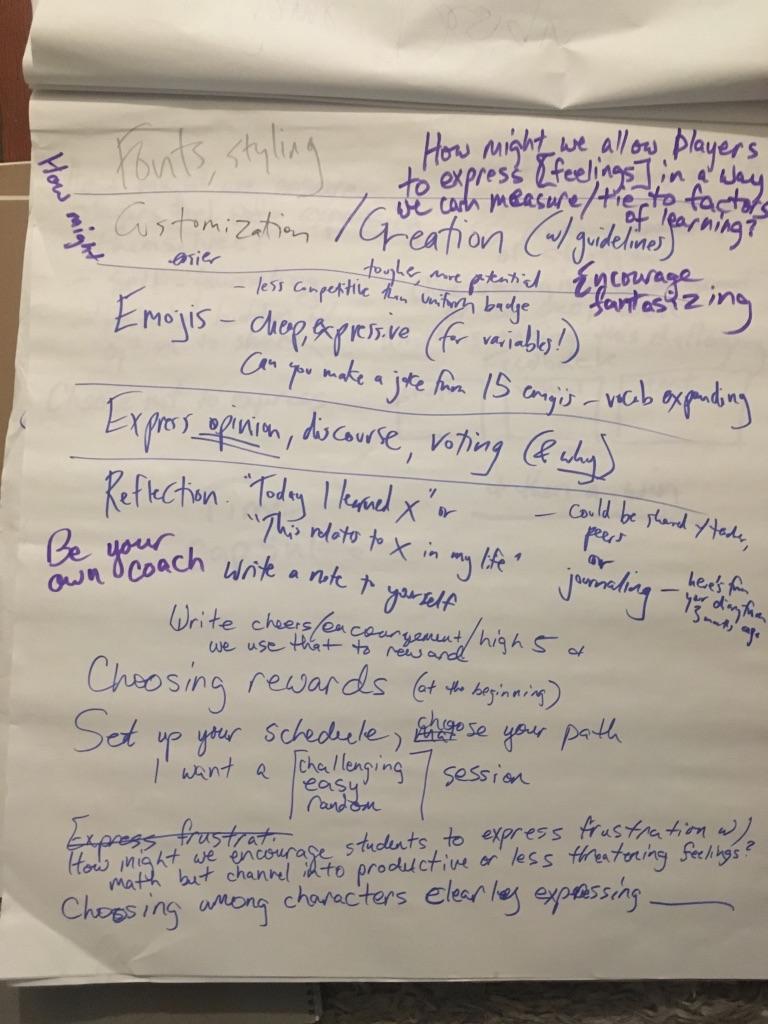 How might we allow players
to express [feelings] in a way
we can measure/tie to factors
of learning?
How might
Fonts, styling
Customization / Creation (w/ guidelines)
easier
tougher, more potential
Encourage
fantasizing
- less competitive than uniform badge
Emojis - cheap, expressive (for variables!)
Can you make a joke from 15 emojis - vocab expanding
Express opinion, discourse, voting (& why)
Reflection. "Today I learned X" or
"This relates to X in my life"
- could be shared w/
peers
or
journaling - here's from
your diary from
3 months ago
Be your
own coach
Write a note to yourself
Write cheers/encouragement/high 5 &
we use that to reward
Choosing rewards (at the beginning)
Set up your schedule, choose your path
I want a [challenging
easy
random] session
Express frustrat.
How might we encourage students to express frustration w/
math but channel into productive or less threatening feelings?
Choosing among characters clearly expressing ____